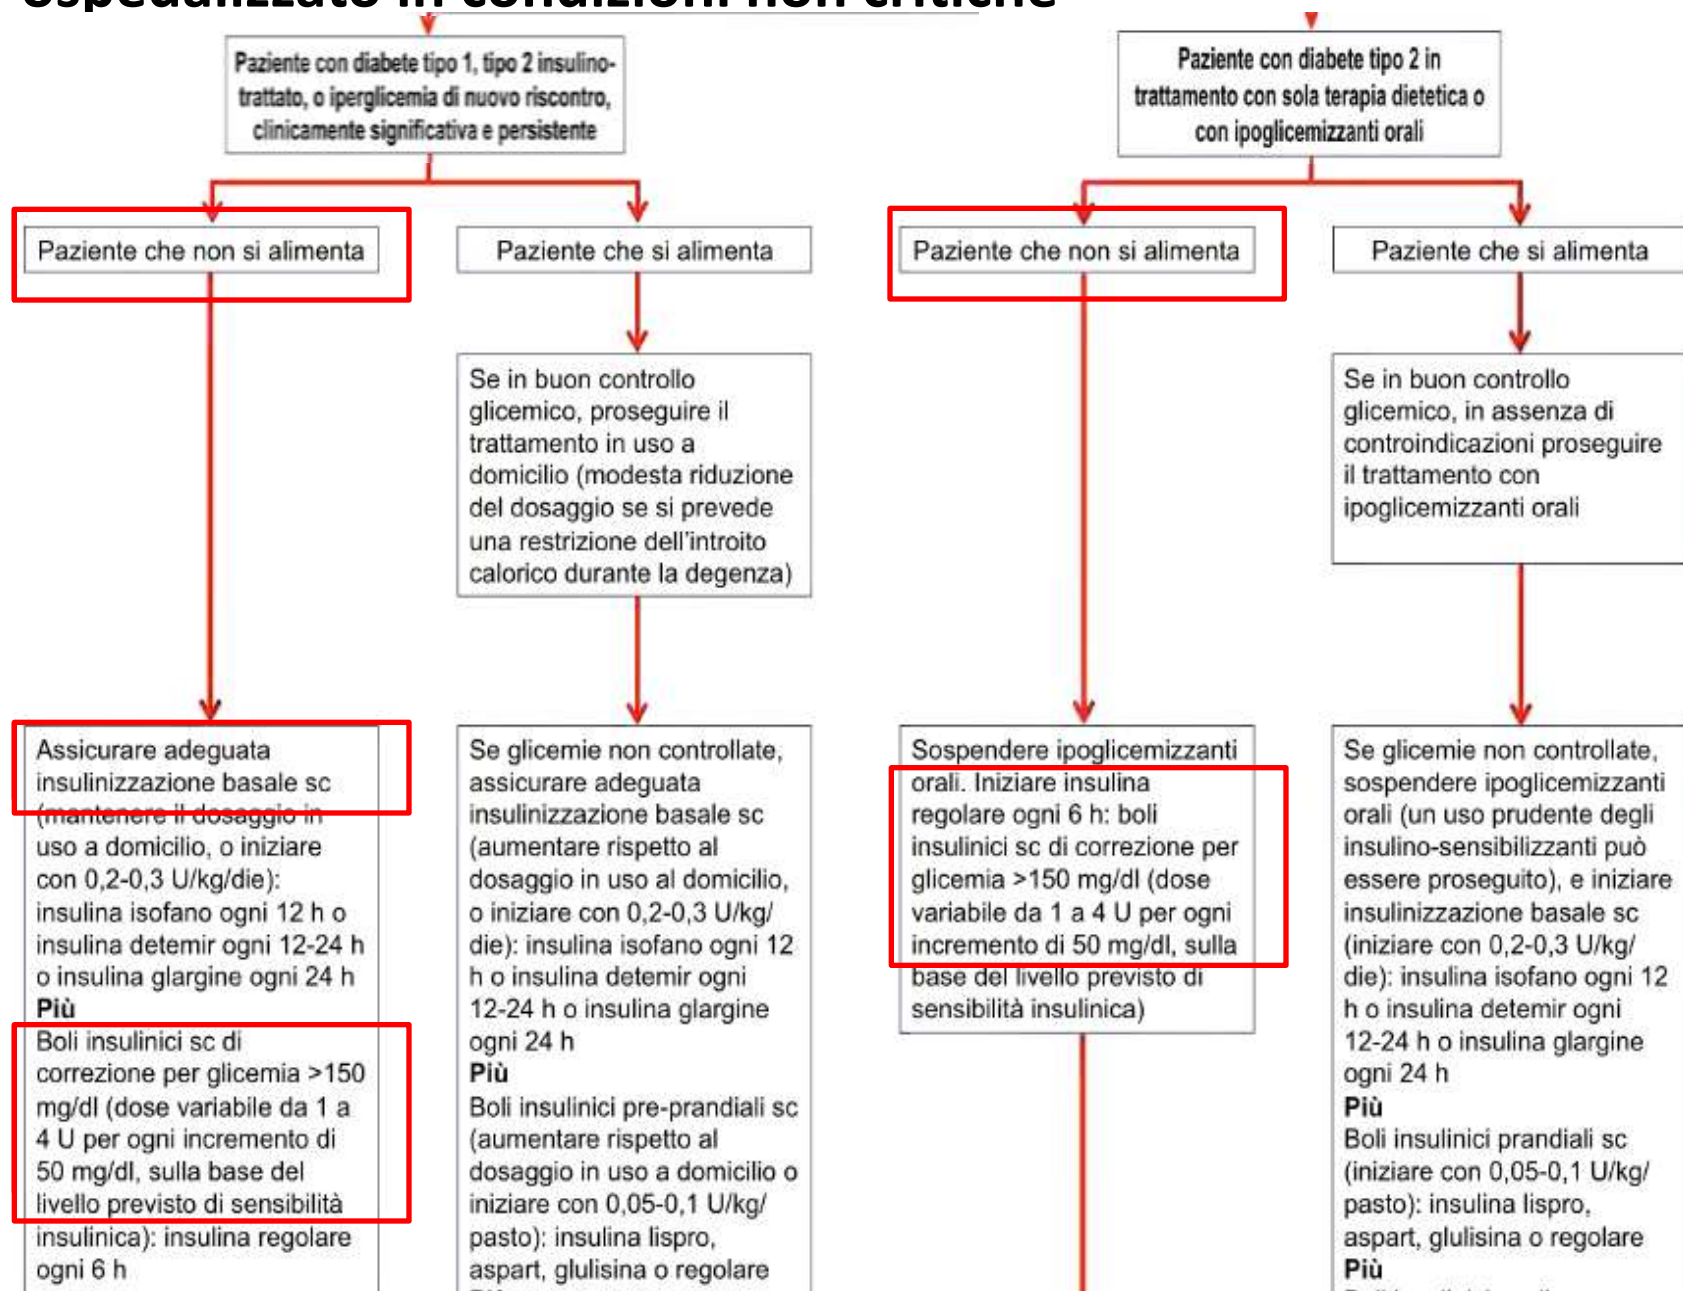 ospedalizzato in condizioni non critiche
Paziente con diabete tipo 1, tipo 2 insulino-
trattato, o iperglicemia di nuovo riscontro,
clinicamente significativa e persistente
Paziente con diabete tipo 2 in
trattamento con sola terapia dietetica o
con ipoglicemizzanti orali
Paziente che non si alimenta
Paziente che si alimenta
Paziente che non si alimenta
Paziente che si alimenta
Se in buon controllo
glicemico, proseguire il
trattamento in uso a
domicilio (modesta riduzione
del dosaggio se si prevede
una restrizione dell'introito
calorico durante la degenza)
Se in buon controllo
glicemico, in assenza di
controindicazioni proseguire
il trattamento con
ipoglicemizzanti orali
Assicurare adeguata
insulinizzazione basale sc
(mantenere il dosaggio in
uso a domicilio, o iniziare
con 0,2-0,3 U/kg/die):
insulina isofano ogni 12 h o
insulina detemir ogni 12-24 h
o insulina glargine ogni 24 h
Più
Boli insulinici sc di
correzione per glicemia >150
mg/dl (dose variabile da 1 a
4 U per ogni incremento di
50 mg/dl, sulla base del
livello previsto di sensibilità
insulinica): insulina regolare
ogni 6 h
Se glicemie non controllate,
assicurare adeguata
insulinizzazione basale sc
(aumentare rispetto al
dosaggio in uso al domicilio,
o iniziare con 0,2-0,3 U/kg/
die): insulina isofano ogni 12
h o insulina detemir ogni
12-24 h o insulina glargine
ogni 24 h
Più
Boli insulinici pre-prandiali sc
(aumentare rispetto al
dosaggio in uso a domicilio o
iniziare con 0,05-0,1 U/kg/
pasto): insulina lispro,
aspart, glulisina o regolare
Sospendere ipoglicemizzanti
orali. Iniziare insulina
regolare ogni 6 h: boli
insulinici sc di correzione per
glicemia >150 mg/dl (dose
variabile da 1 a 4 U per ogni
incremento di 50 mg/dl, sulla
base del livello previsto di
sensibilità insulinica)
Se glicemie non controllate,
sospendere ipoglicemizzanti
orali (un uso prudente degli
insulino-sensibilizzanti può
essere proseguito), e iniziare
insulinizzazione basale sc
(iniziare con 0,2-0,3 U/kg/
die): insulina isofano ogni 12
h o insulina detemir ogni
12-24 h o insulina glargine
ogni 24 h
Più
Boli insulinici prandiali sc
(iniziare con 0,05-0,1 U/kg/
pasto): insulina lispro,
aspart, glulisina o regolare
Più